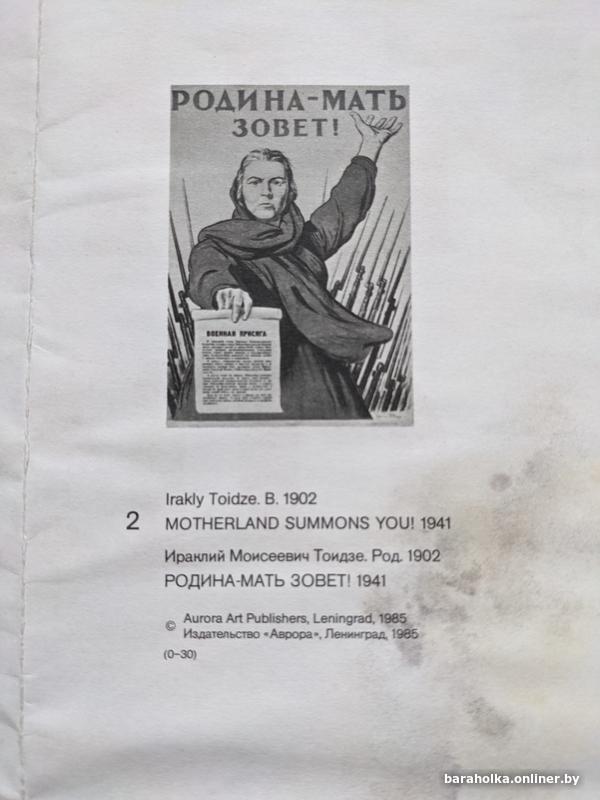 РОДИНА-МАТЬ
ЗОВЕТ!
ВОЕННАЯ ПРИСЯГА
Irakly Toidze. B. 1902
2 MOTHERLAND SUMMONS YOU! 1941
Ираклий Моисеевич Тоидзе. Род. 1902
РОДИНА-МАТЬ ЗОВЕТ! 1941
© Aurora Art Publishers, Leningrad, 1985
Издательство «Аврора», Ленинград, 1985
(0–30)
baraholka.onliner.by